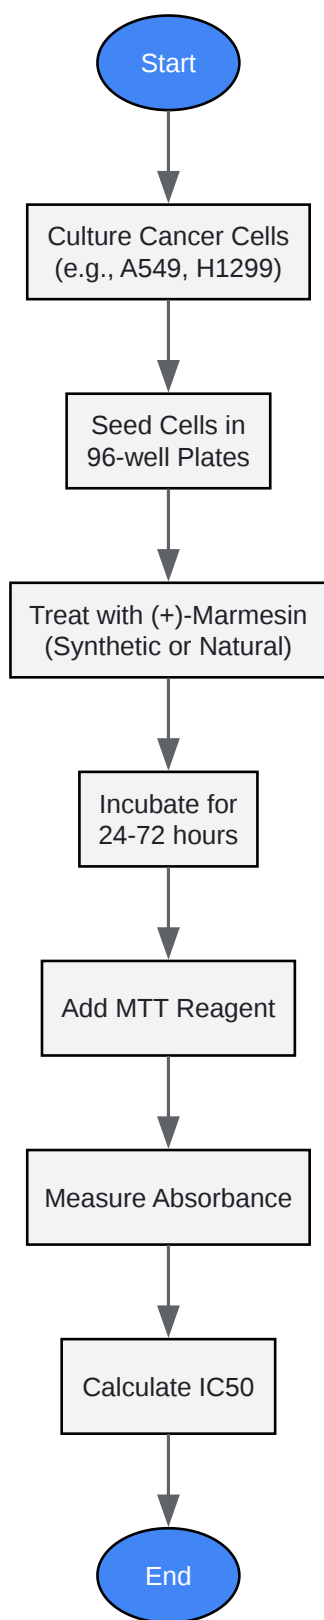 Start
Culture Cancer Cells
(e.g., A549, H1299)
Seed Cells in
96-well Plates
Treat with (+)-Marmesin
(Synthetic or Natural)
Incubate for
24-72 hours
Add MTT Reagent
Measure Absorbance
Calculate IC50
End